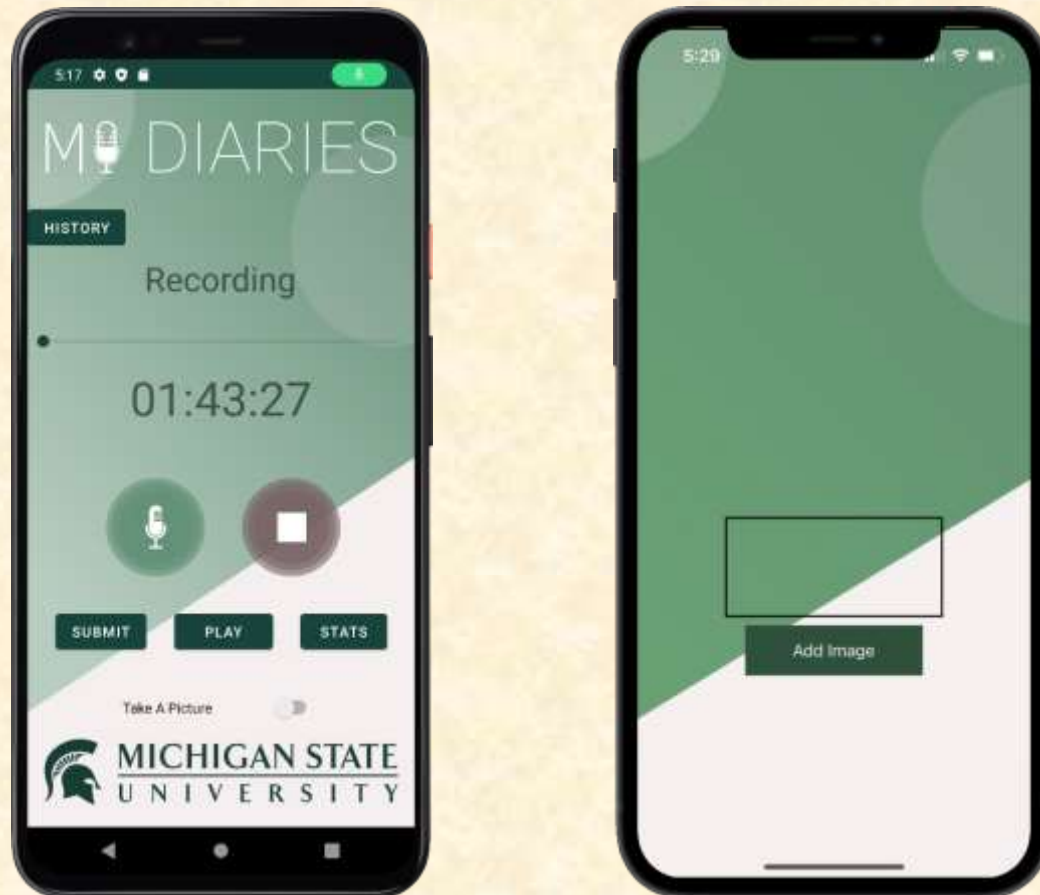 5:17
MI DIARIES
HISTORY
Recording
01:43:27
SUBMIT PLAY STATS
Take A Picture
MICHIGAN STATE
UNIVERSITY
5:29
Add Image